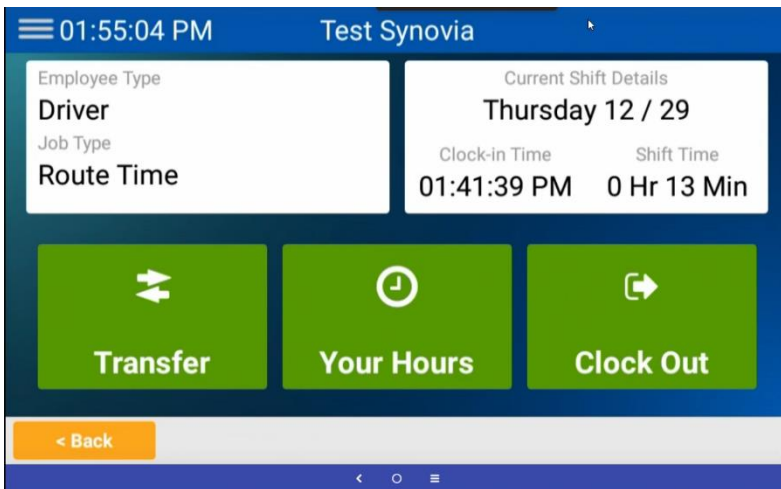 01:55:04 PM Test Synovia
Employee Type
Driver
Job Type
Route Time
Current Shift Details
Thursday 12 / 29
Clock-in Time Shift Time
01:41:39 PM 0 Hr 13 Min
Transfer Your Hours Clock Out
< Back